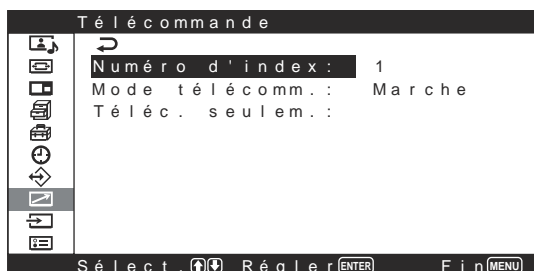 Télécommande
Numéro d'index: 1
Mode télécomm.: Marche
Téléc. seulem.:
Sélect. Régler ENTER Fin MENU